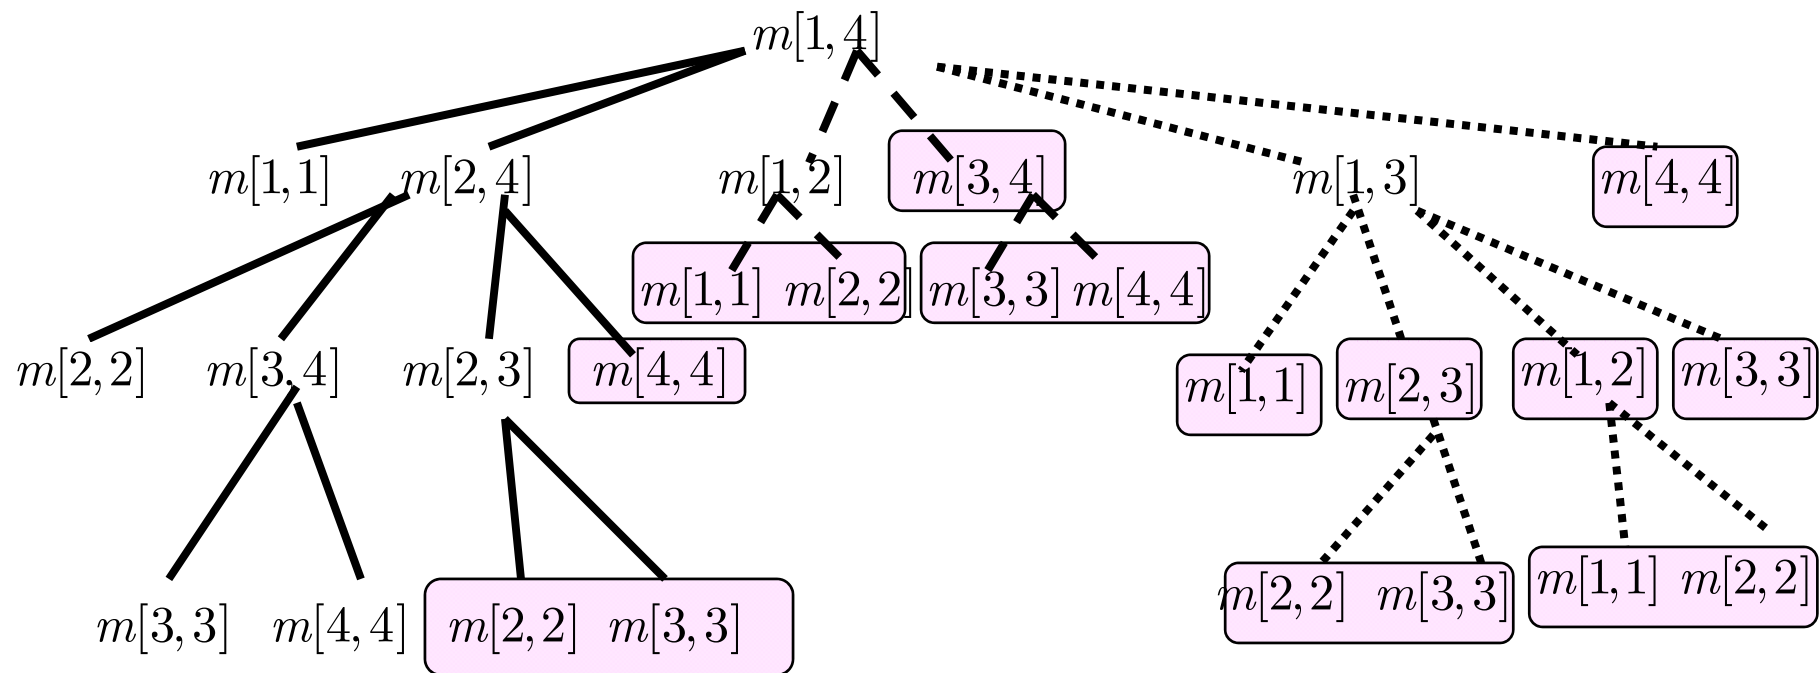 m[1, 4]
m[1, 1] m[2, 4] m[1, 2] m[3, 4] m[1, 3] m[4, 4]
m[1, 1] m[2, 2] m[3, 3] m[4, 4]
m[2, 2] m[3, 4] m[2, 3] m[4, 4] m[1, 1] m[2, 3] m[1, 2] m[3, 3]
m[3, 3] m[4, 4] m[2, 2] m[3, 3] m[2, 2] m[3, 3] m[1, 1] m[2, 2]